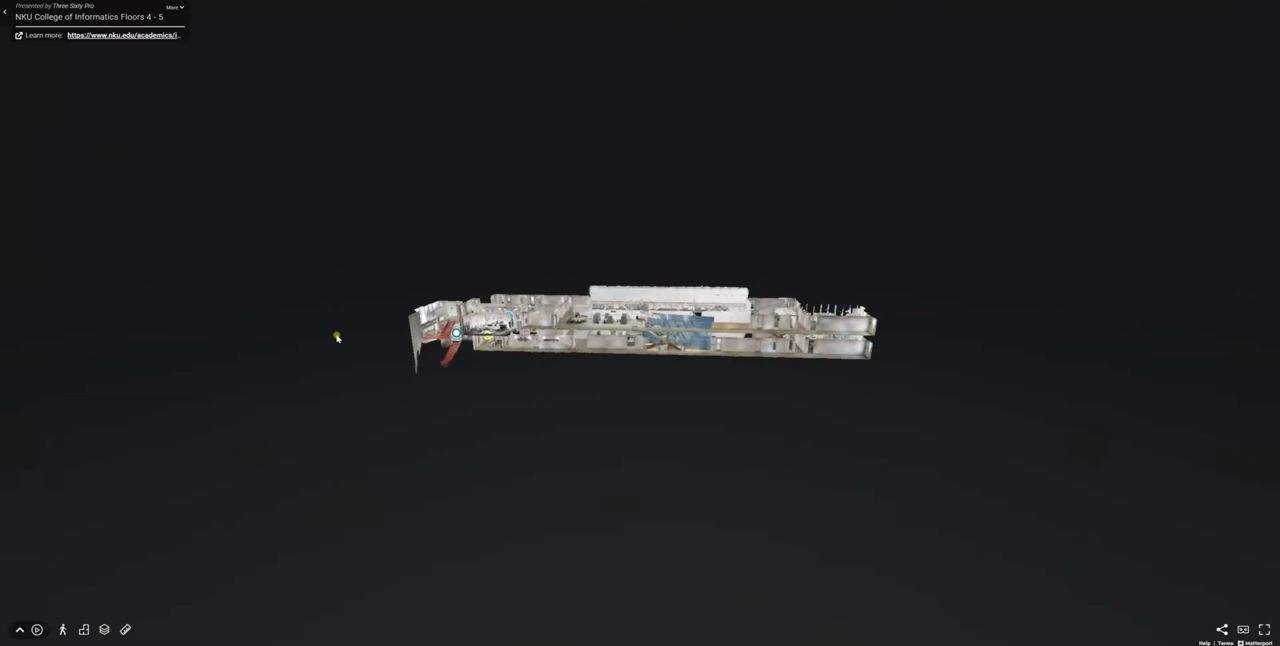 Presented by Three Sixty Pro
More
NKU College of Informatics Floors 4 - 5
Learn more: https://www.nku.edu/academics/i...
Help | Terms Matterport